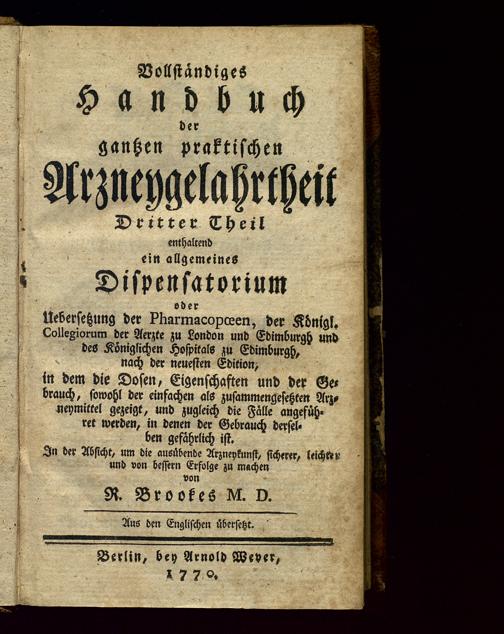 Vollständiges
Handbuch
der
gantzen praktischen
Arzneygelahrtheit
Dritter Theil
enthaltend
ein allgemeines
Dispensatorium
oder
Uebersetzung der Pharmacopœen, der Königl.
Collegiorum der Aerzte zu London und Edimburgh und
des Königlichen Hospitals zu Edimburgh,
nach der neuesten Edition,
in dem die Dosen, Eigenschaften und der Ge-
brauch, sowohl der einfachen als zusammengesetzten Arz-
neymittel gezeigt, und zugleich die Fälle angefüh-
ret werden, in denen der Gebrauch dersel-
ben gefährlich ist.
In der Absicht, um die ausübende Arzneykunst, sicherer, leichter
und von bessern Erfolge zu machen
von
R. Brookes M. D.
Aus den Englischen übersetzt.
Berlin, bey Arnold Wever,
1770.